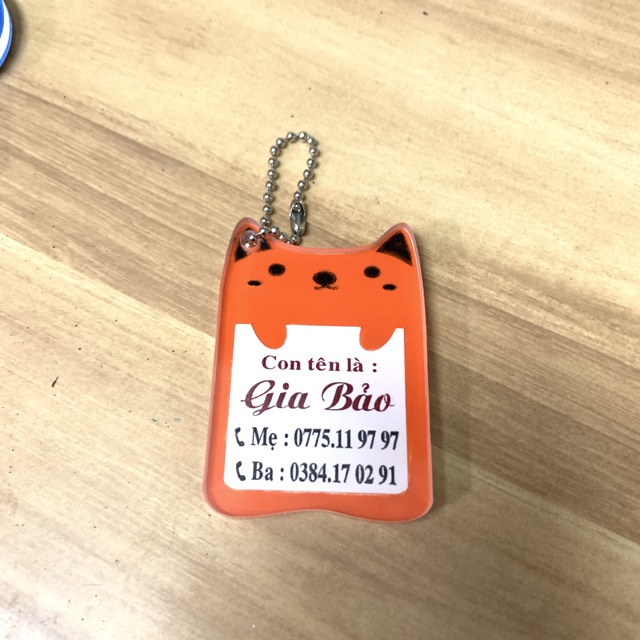 Con tên là :
Gia Bảo
Mẹ : 0775.11 97 97
Ba : 0384.17 02 91